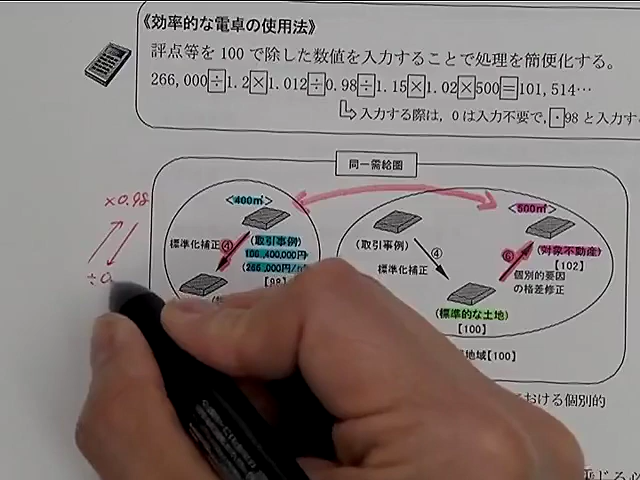 《効率的な電卓の使用法》
評点等を100で除した数値を入力することで処理を簡便化する。
266,000÷1.2×1.012÷0.98÷1.15×1.02×500=101,514…
入力する際は，0は入力不要で，・98と入力す
同一需給圏
×0.98
÷0
<400㎡>
標準化補正
④
(取引事例)
106,400,000円
(266,000円/㎡
【98】
(取引事例)
標準化補正
④
<500㎡>
⑥
(対象不動産)
【102】
個別的要因
の格差修正
(標準的な土地)
【100】
地域【100】
おける個別的